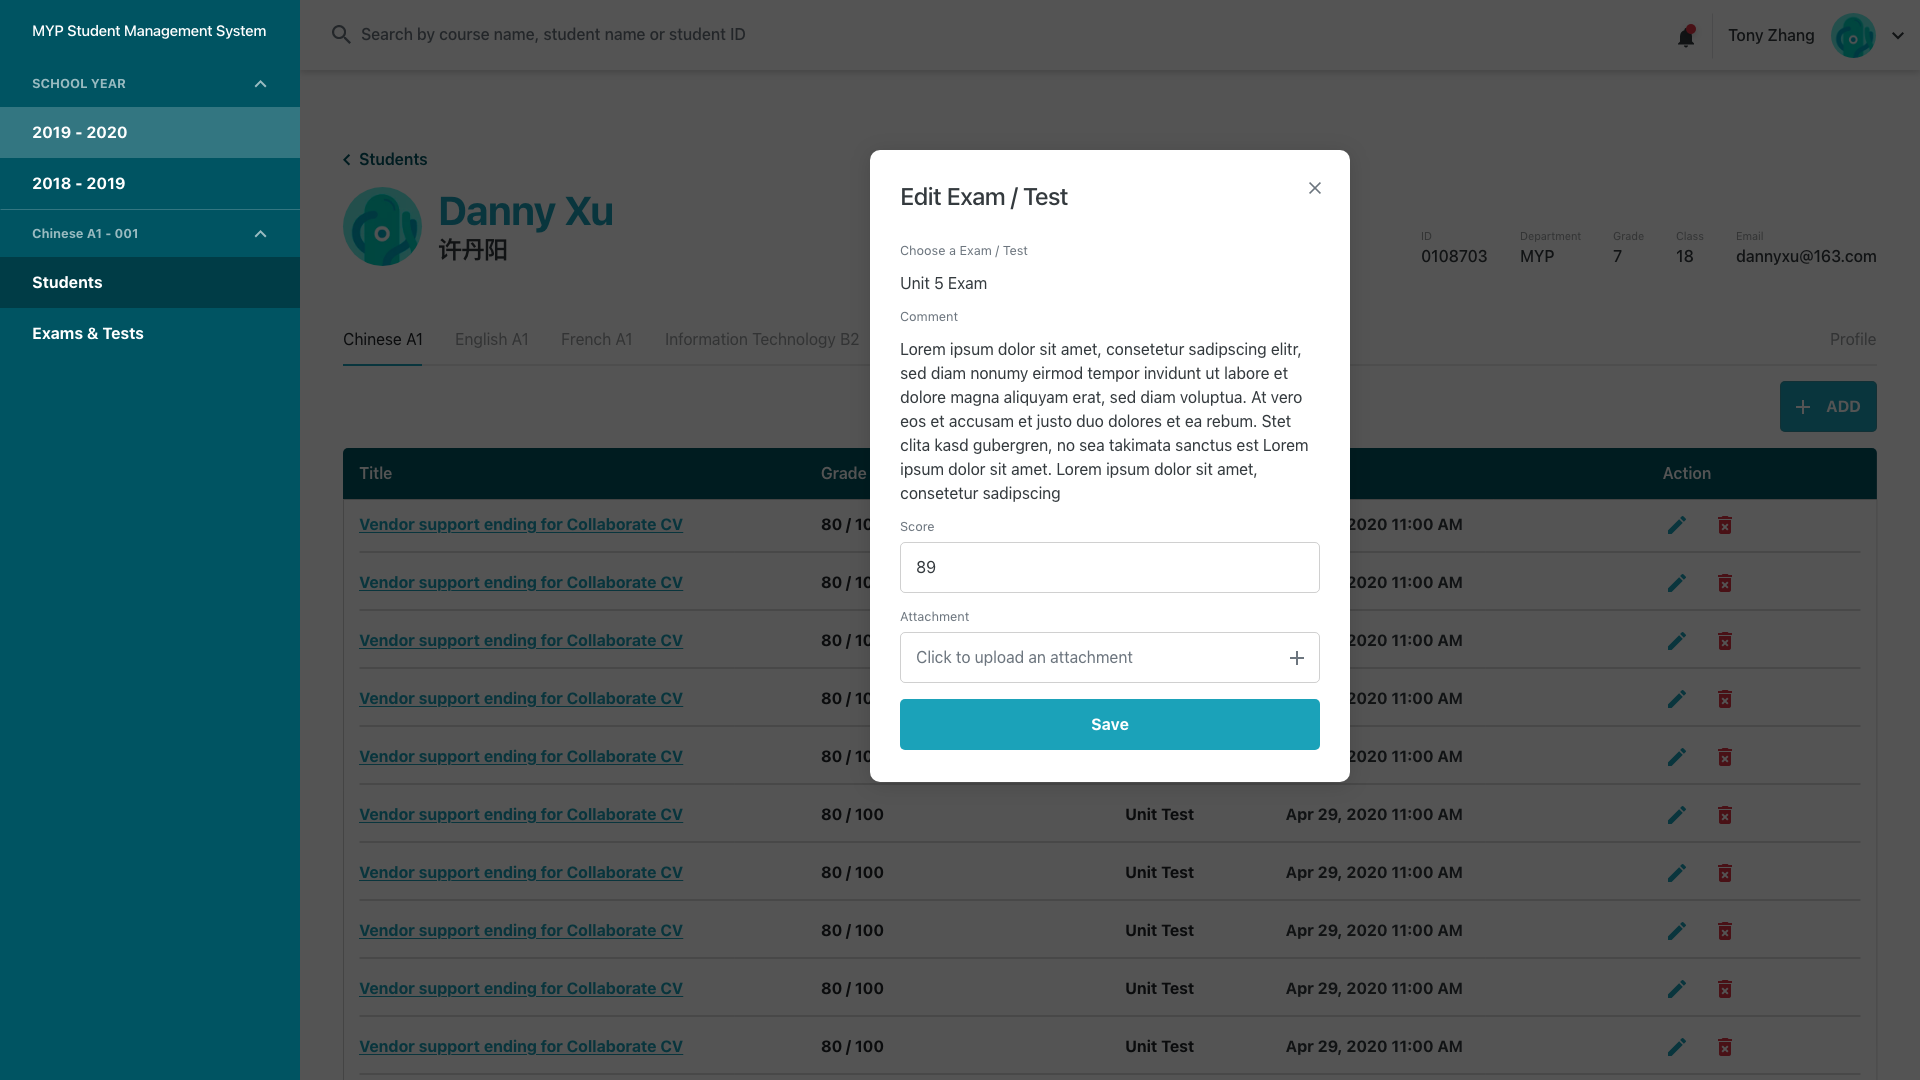 MYP Student Management System
SCHOOL YEAR
2019 - 2020
2018 - 2019
Chinese A1 - 001
Students
Exams & Tests
Search by course name, student name or student ID
Tony Zhang
Students
Danny Xu
许丹阳
ID
0108703
Department
MYP
Grade
7
Class
18
Email
dannyxu@163.com
Chinese A1 English A1 French A1 Information Technology B2 Profile
ADD
Title Grade Action
Vendor support ending for Collaborate CV 80 / 10 2020 11:00 AM
Vendor support ending for Collaborate CV 80 / 10 2020 11:00 AM
Vendor support ending for Collaborate CV 80 / 10 2020 11:00 AM
Vendor support ending for Collaborate CV 80 / 10 2020 11:00 AM
Vendor support ending for Collaborate CV 80 / 10 2020 11:00 AM
Vendor support ending for Collaborate CV 80 / 100 Unit Test Apr 29, 2020 11:00 AM
Vendor support ending for Collaborate CV 80 / 100 Unit Test Apr 29, 2020 11:00 AM
Vendor support ending for Collaborate CV 80 / 100 Unit Test Apr 29, 2020 11:00 AM
Vendor support ending for Collaborate CV 80 / 100 Unit Test Apr 29, 2020 11:00 AM
Vendor support ending for Collaborate CV 80 / 100 Unit Test Apr 29, 2020 11:00 AM
Edit Exam / Test
Choose a Exam / Test
Unit 5 Exam
Comment
Lorem ipsum dolor sit amet, consetetur sadipscing elitr,
sed diam nonumy eirmod tempor invidunt ut labore et
dolore magna aliquyam erat, sed diam voluptua. At vero
eos et accusam et justo duo dolores et ea rebum. Stet
clita kasd gubergren, no sea takimata sanctus est Lorem
ipsum dolor sit amet. Lorem ipsum dolor sit amet,
consetetur sadipscing
Score
89
Attachment
Click to upload an attachment
Save